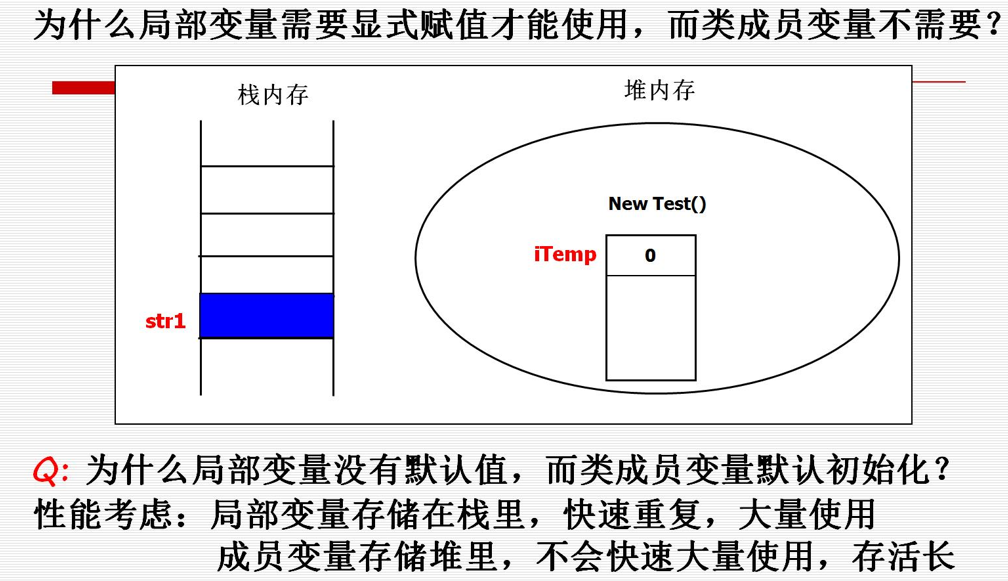 为什么局部变量需要显式赋值才能使用，而类成员变量不需要？
栈内存
堆内存
New Test()
iTemp
0
str1
Q: 为什么局部变量没有默认值，而类成员变量默认初始化？
性能考虑：局部变量存储在栈里，快速重复，大量使用
成员变量存储堆里，不会快速大量使用，存活长